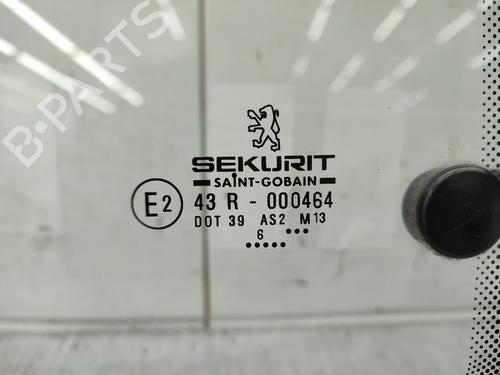 B-PARTS
SEKURIT
SAINT-GOBAIN
E2 43 R - 000464
DOT 39 AS2 M13
6